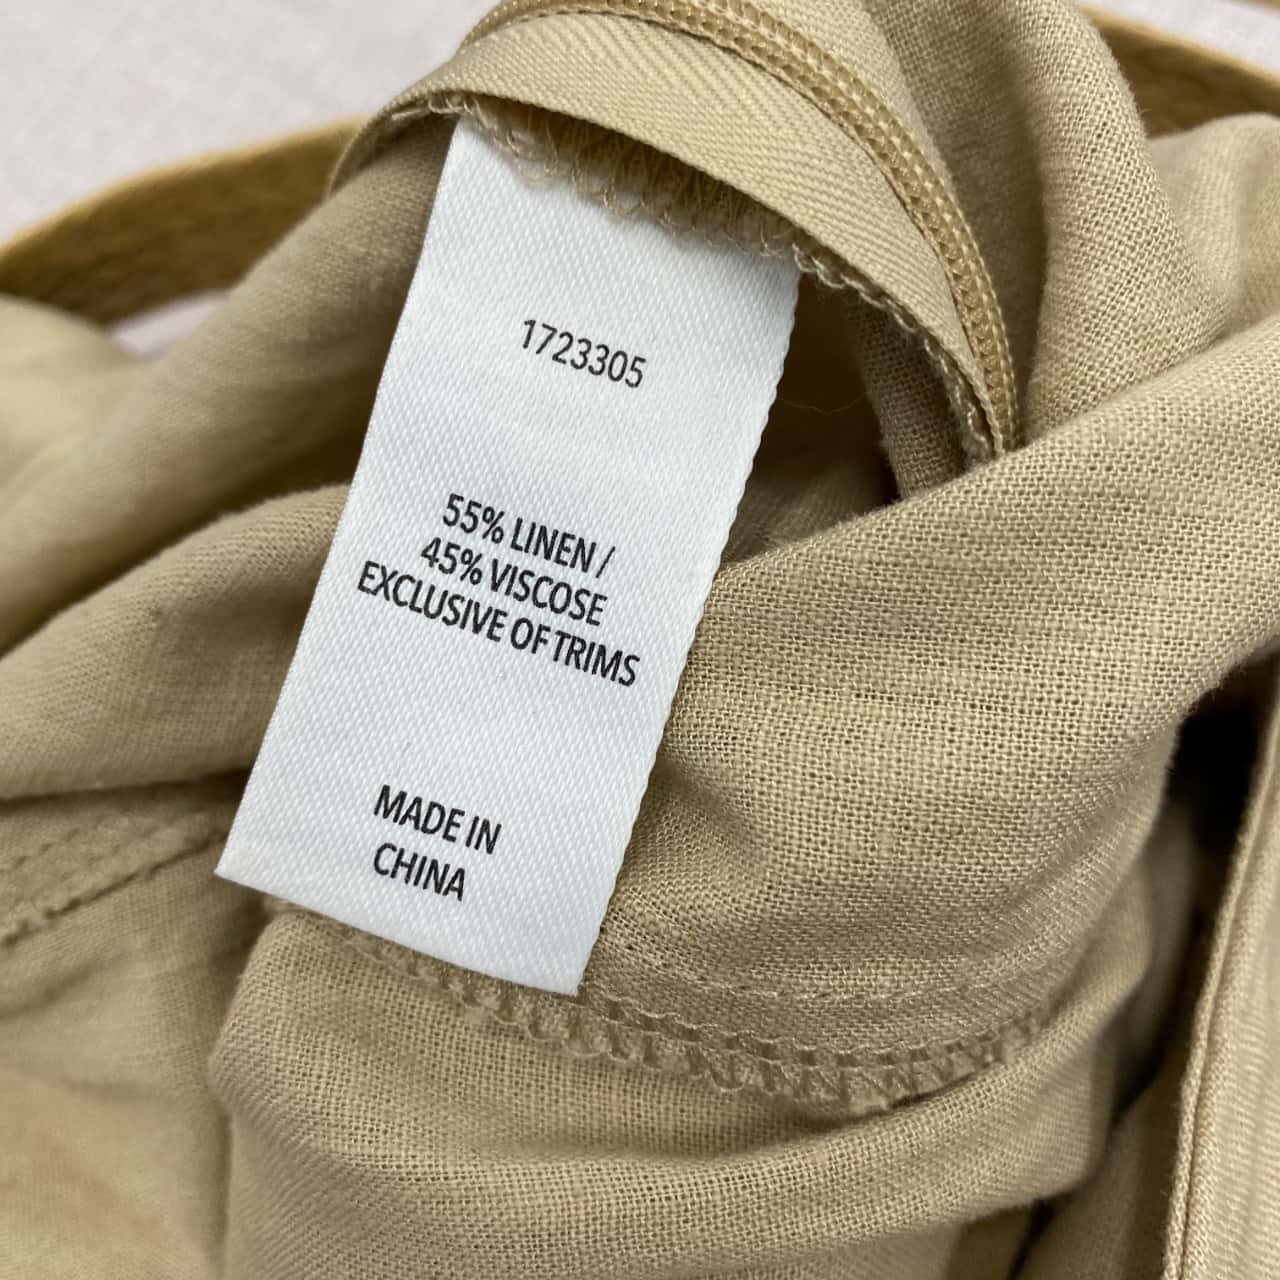 1723305
55% LINEN /
45% VISCOSE
EXCLUSIVE OF TRIMS
MADE IN
CHINA